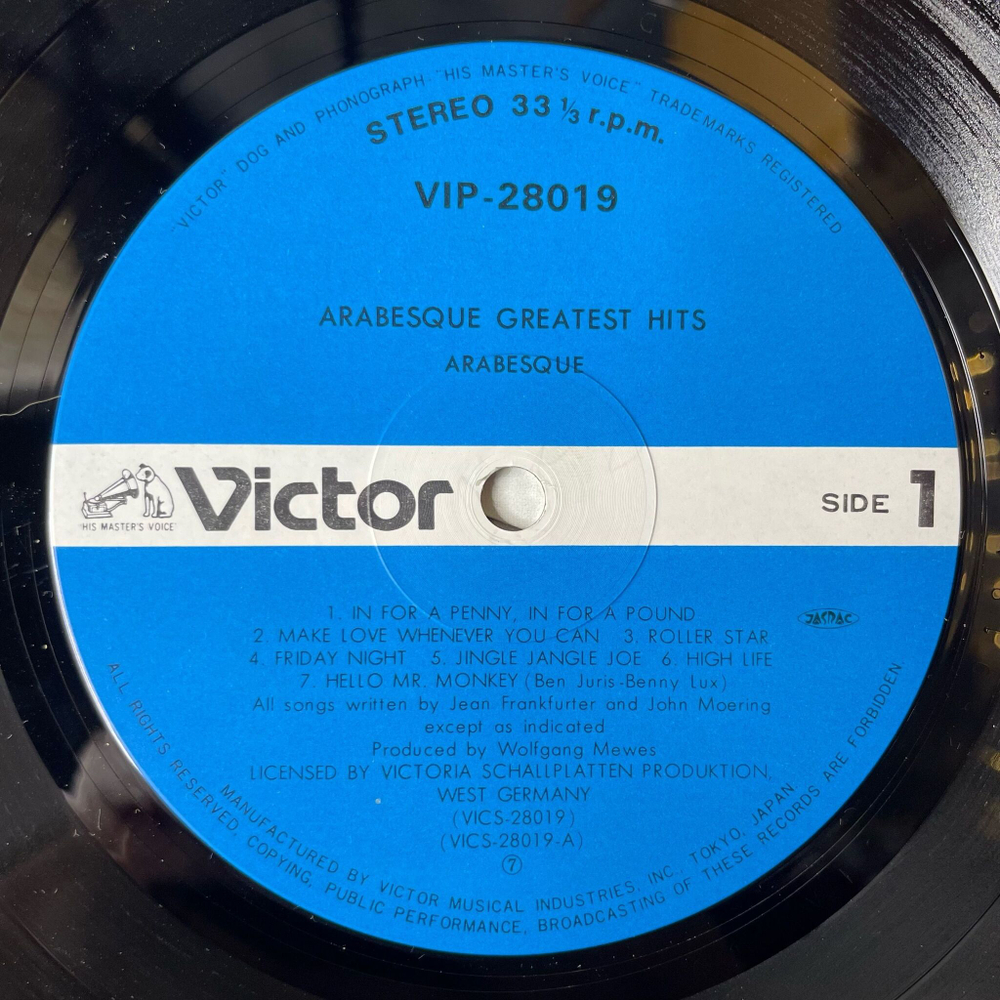 "VICTOR" DOG AND PHONOGRAPH "HIS MASTER'S VOICE" TRADEMARKS REGISTERED
STEREO 33 1/3 r.p.m.
VIP-28019
ARABESQUE GREATEST HITS
ARABESQUE
"HIS MASTER'S VOICE"
Victor
SIDE 1
1. IN FOR A PENNY, IN FOR A POUND
JASRAC
2. MAKE LOVE WHENEVER YOU CAN 3. ROLLER STAR
4. FRIDAY NIGHT 5. JINGLE JANGLE JOE 6. HIGH LIFE
7. HELLO MR. MONKEY (Ben Juris-Benny Lux)
All songs written by Jean Frankfurter and John Moering
except as indicated
Produced by Wolfgang Mewes
LICENSED BY VICTORIA SCHALLPLATTEN PRODUKTION,
WEST GERMANY
(VICS-28019)
(VICS-28019-A)
⑦
MANUFACTURED BY VICTOR MUSICAL INDUSTRIES, INC., TOKYO, JAPAN
ALL RIGHTS RESERVED, COPYING, PUBLIC PERFORMANCE, BROADCASTING OF THESE RECORDS ARE FORBIDDEN.